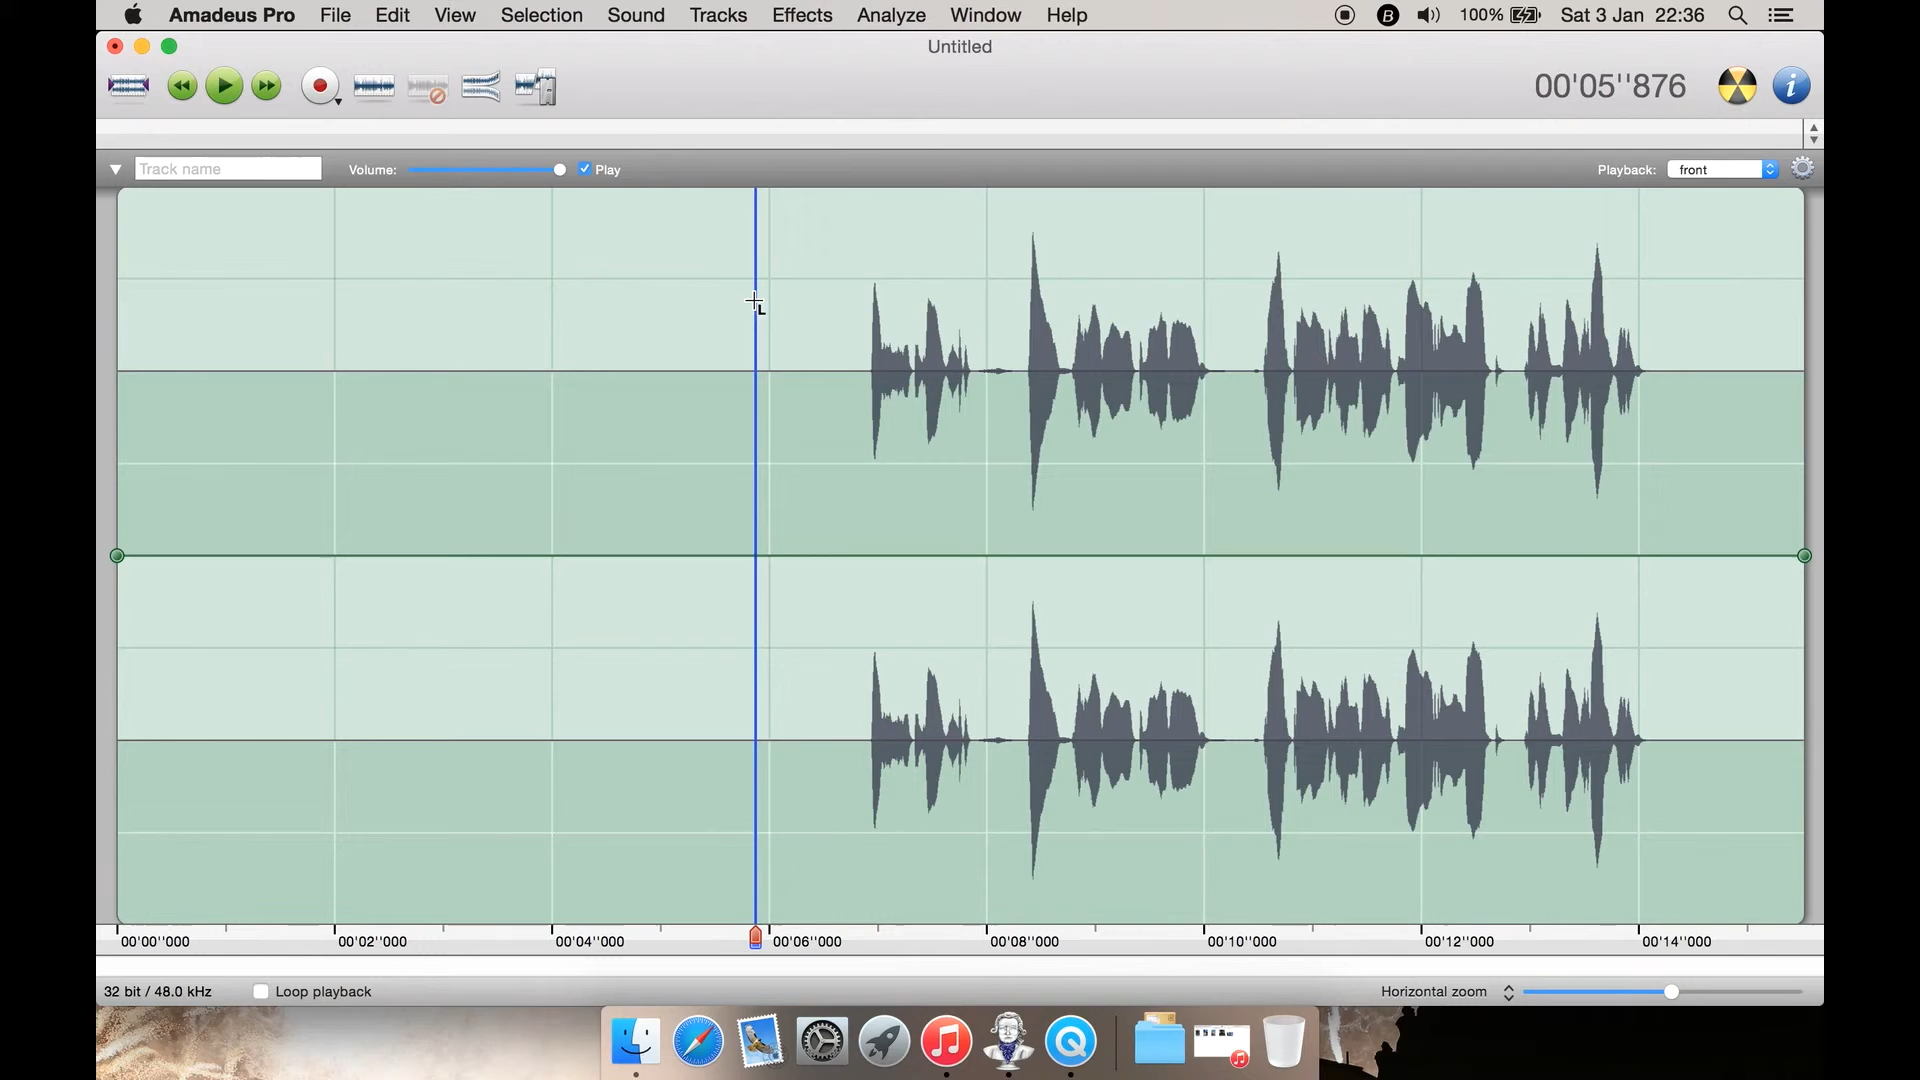 Amadeus Pro File Edit View Selection Sound Tracks Effects Analyze Window Help B 100% Sat 3 Jan 22:36
Untitled
00'05''876 i
Track name Volume: Play Playback: front
L
00'00''000 00'02''000 00'04''000 00'06''000 00'08''000 00'10''000 00'12''000 00'14''000
32 bit / 48.0 kHz Loop playback Horizontal zoom